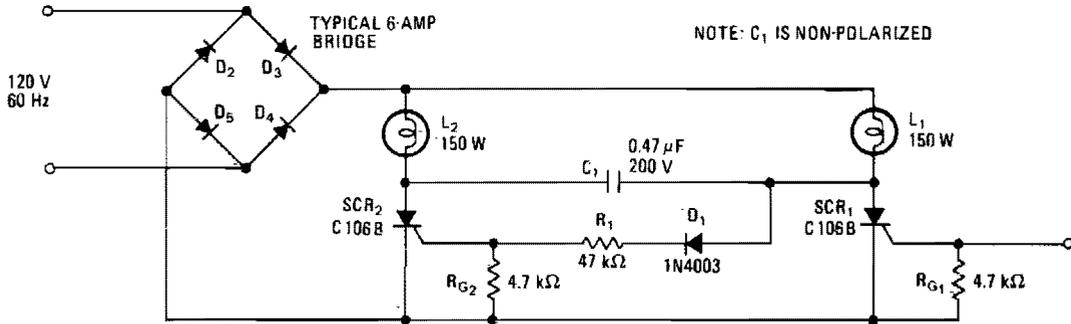 TYPICAL 6-AMP
BRIDGE
NOTE: C₁ IS NON-POLARIZED
120 V
60 Hz
D₂
D₃
D₅
D₄
L₂
150 W
L₁
150 W
0.47 µF
200 V
C₁
SCR₂
C106B
R₁
47 kΩ
D₁
1N4003
SCR₁
C106B
R_G₂
4.7 kΩ
R_G₁
4.7 kΩ